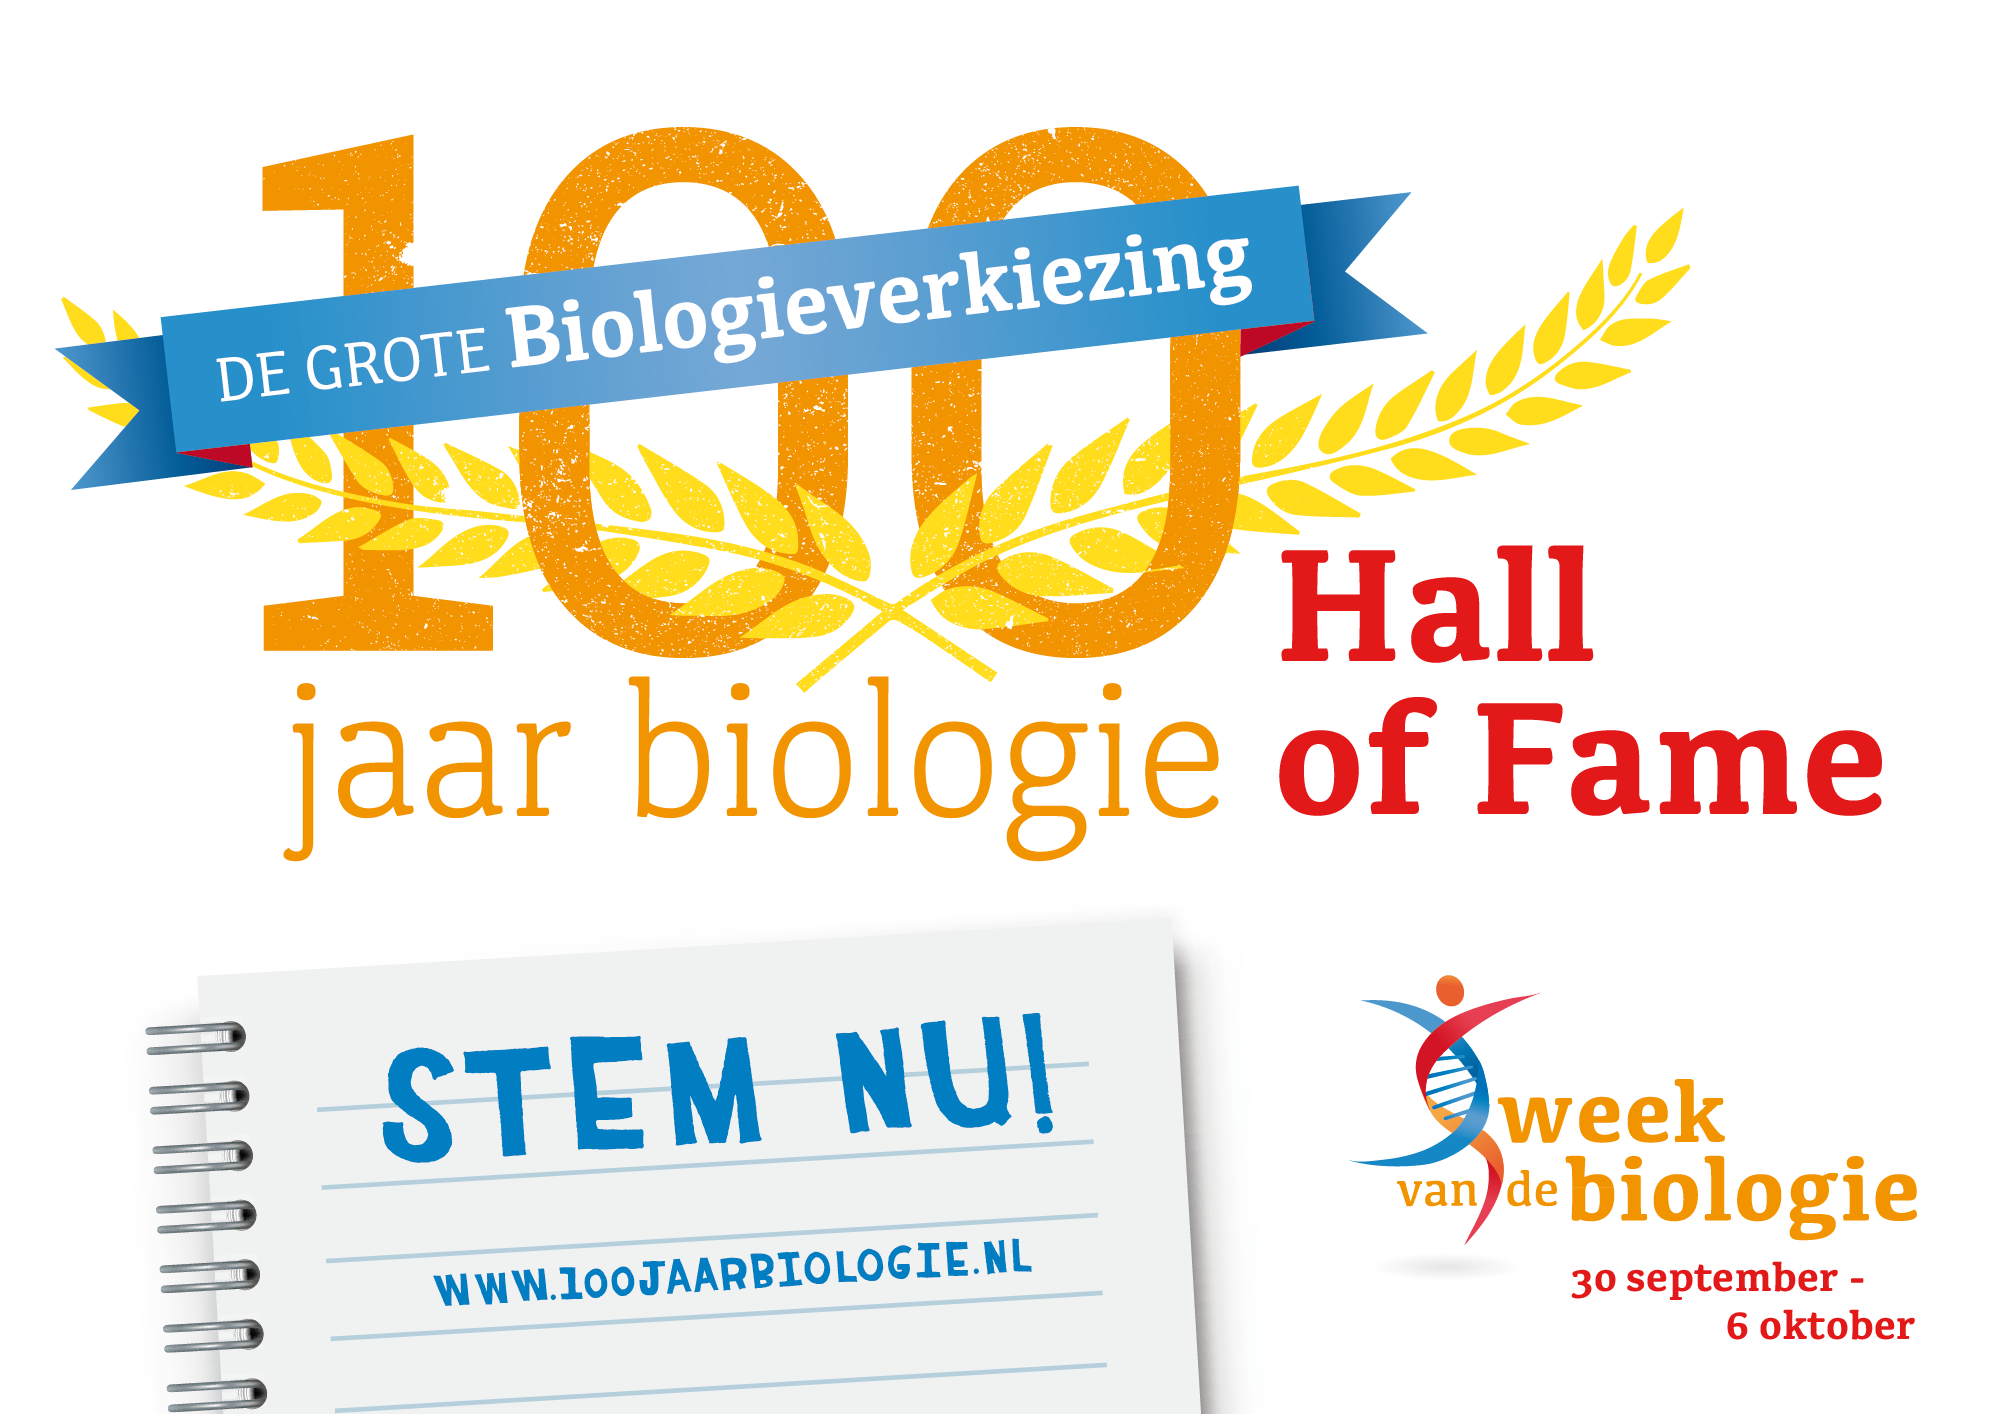 100
DE GROTE Biologieverkiezing
jaar biologie
Hall
of Fame
STEM NU!
WWW.100JAARBIOLOGIE.NL
week
van de biologie
30 september -
6 oktober